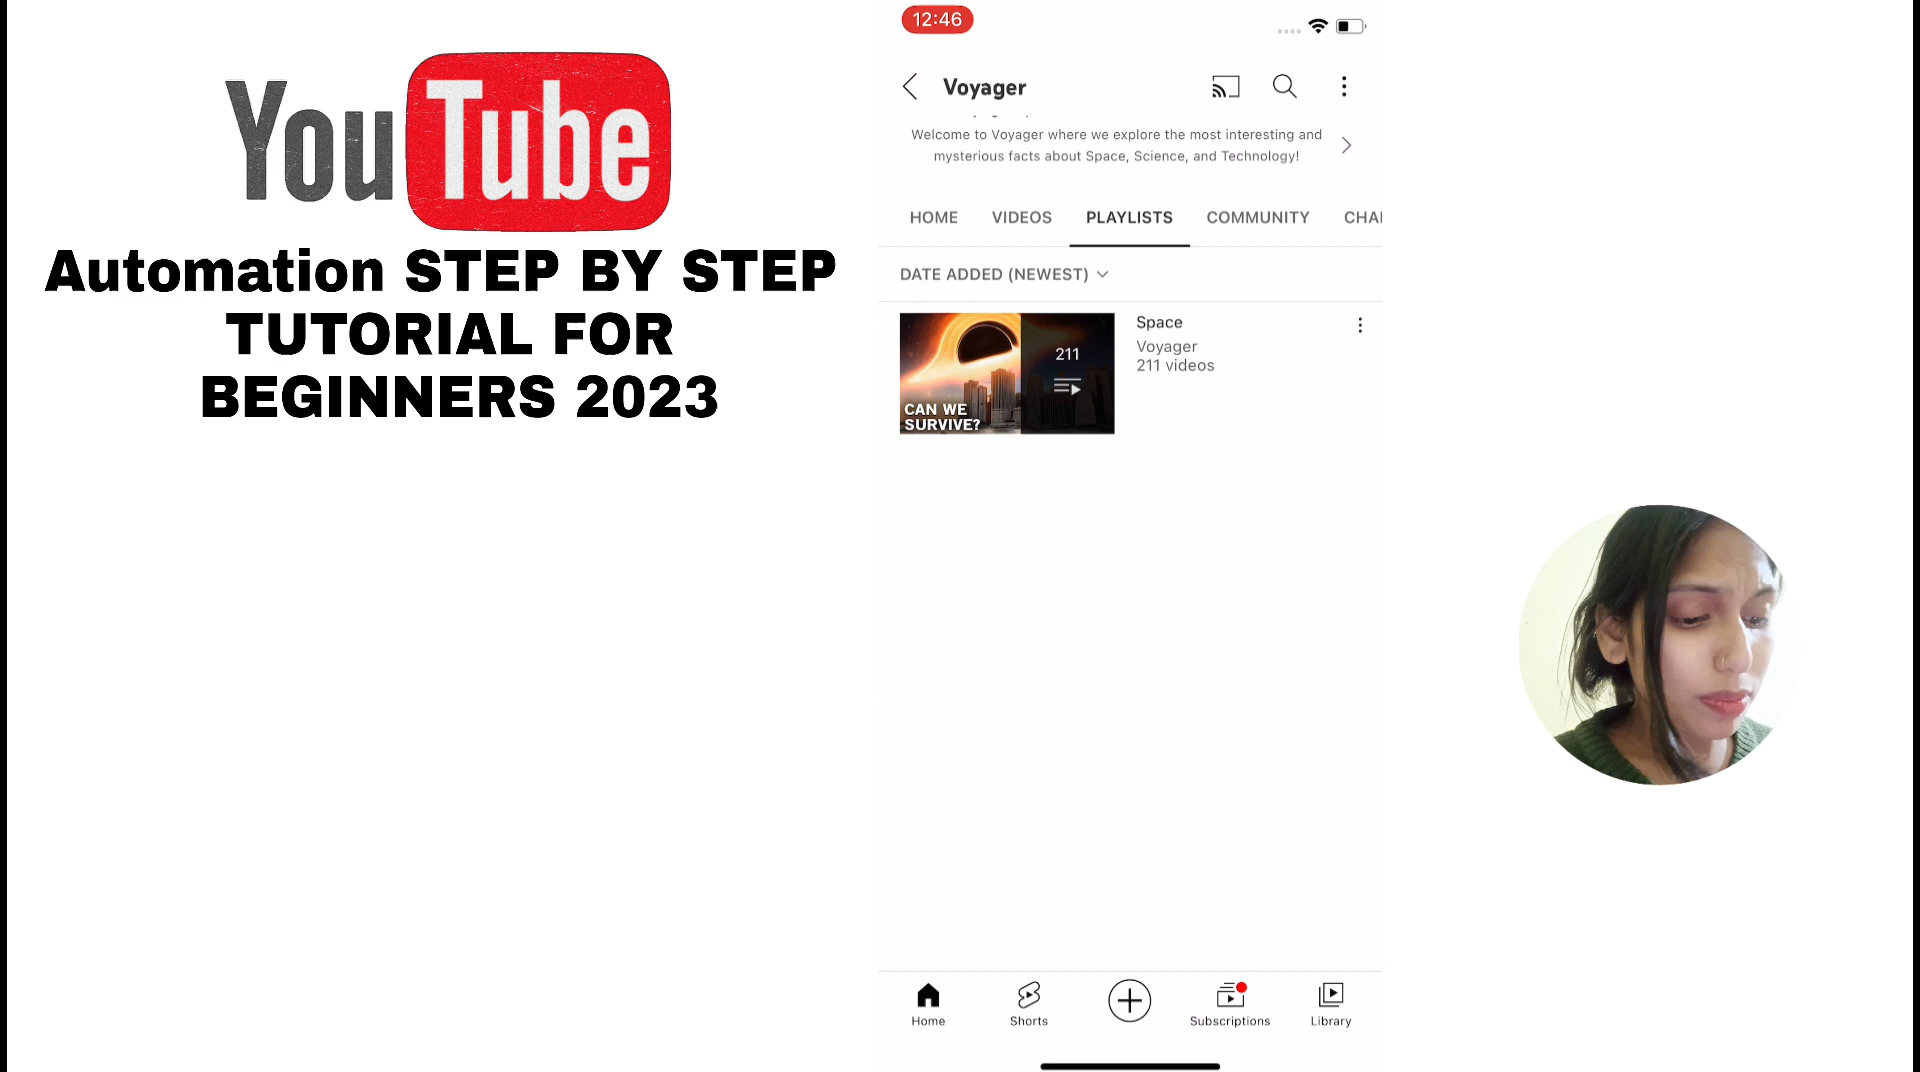 YouTube
Automation STEP BY STEP
TUTORIAL FOR
BEGINNERS 2023
12:46
Voyager
Welcome to Voyager where we explore the most interesting and
mysterious facts about Space, Science, and Technology!
HOME VIDEOS PLAYLISTS COMMUNITY CHA
DATE ADDED (NEWEST)
CAN WE
SURVIVE?
211
Space
Voyager
211 videos
Home Shorts Subscriptions Library